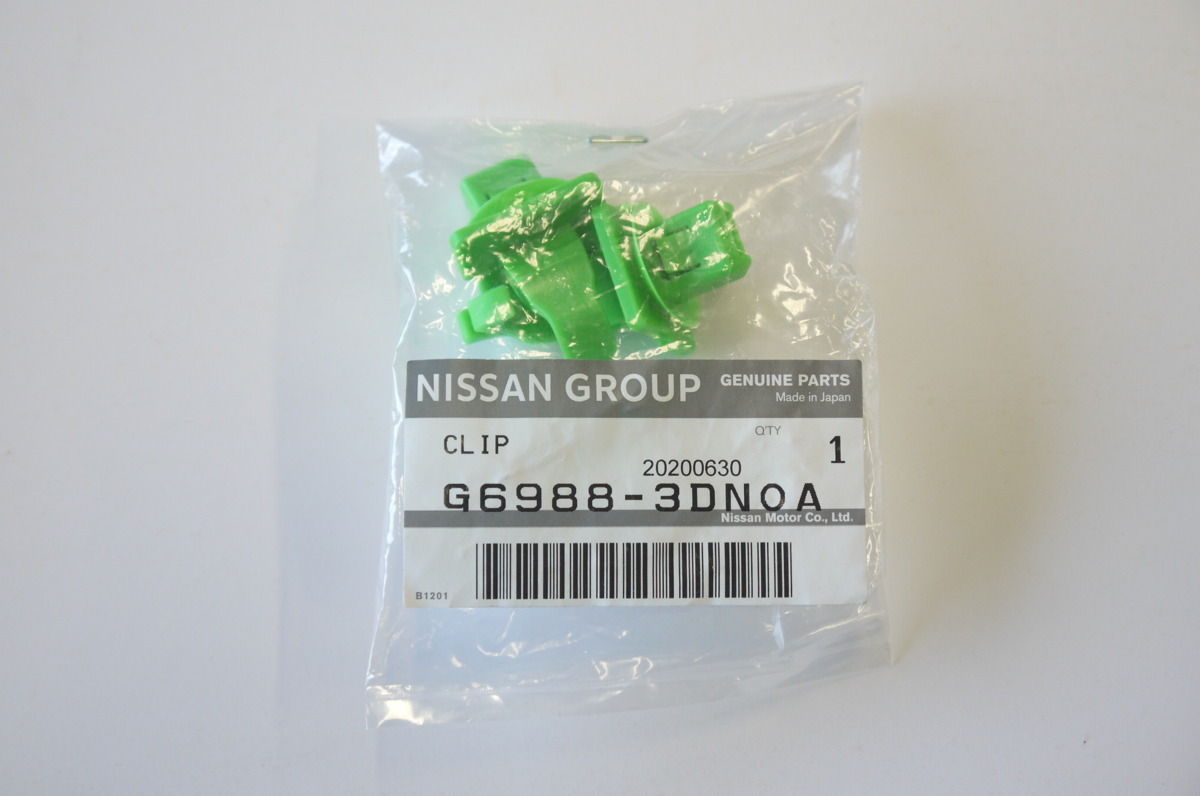 NISSAN GROUP GENUINE PARTS
Made in Japan
CLIP Q'TY 1
20200630
G6988-3DN0A
Nissan Motor Co., Ltd.
B1201